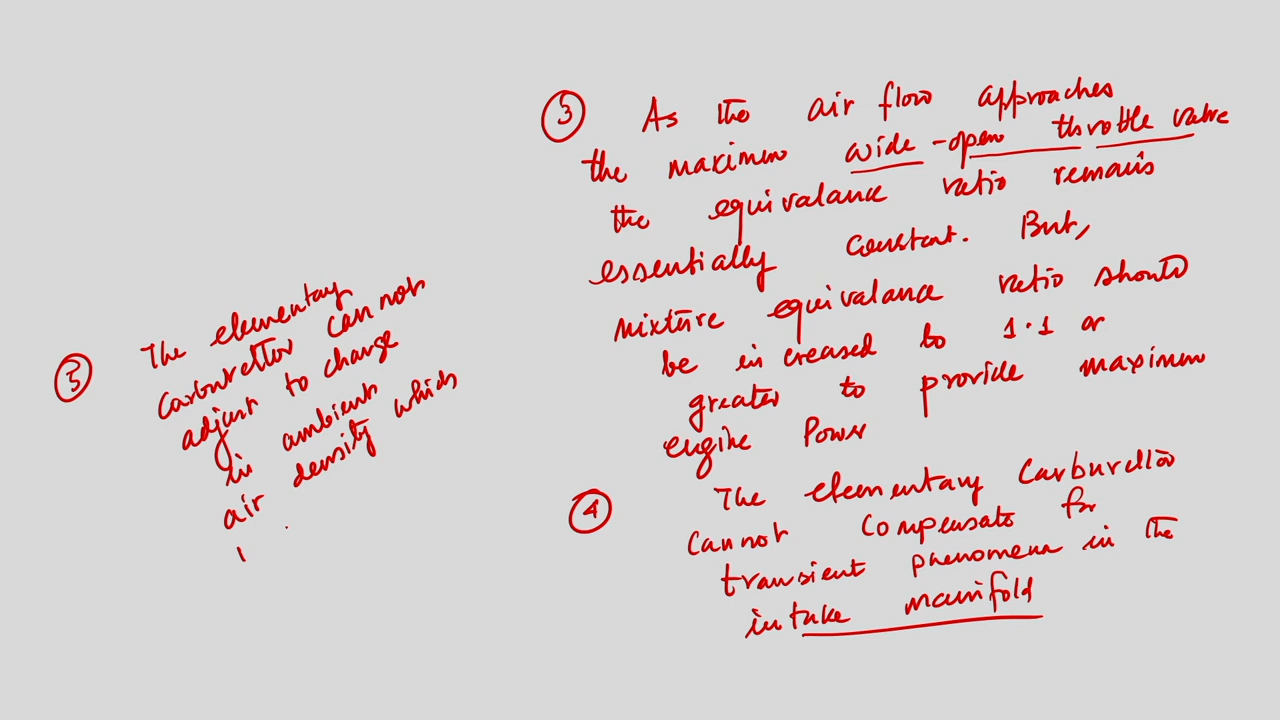 ③ As the air flow approaches
the maximum wide-open throttle valve
the equivalance ratio remains
essentially constant. But,
mixture equivalance ratio should
be increased to 1.1 or
greater to provide maximum
engine Power
④ The elementary Carburettor
cannot compensate for
transient phenomena in the
intake manifold
⑤ The elementary
carburettor cannot
adjust to change
in ambient
air density which